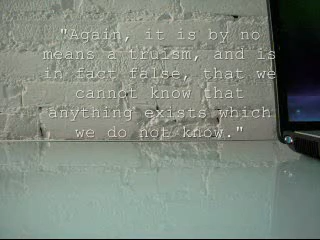 "Again, it is by no
means a truism, and is
in fact false, that we
cannot know that
anything exists which
we do not know."